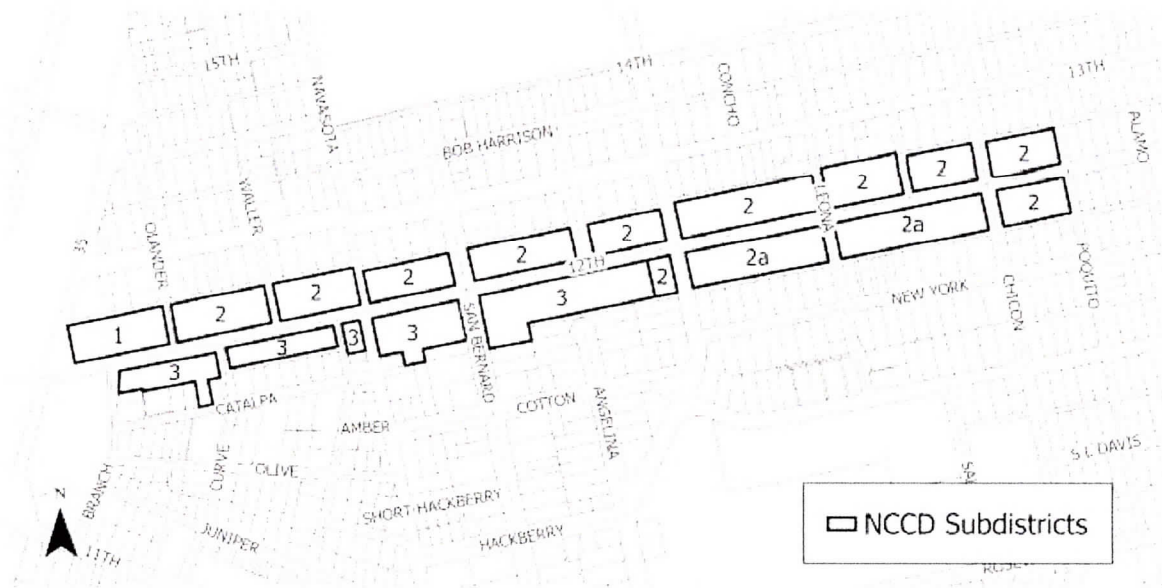 15TH
14TH
13TH
NAVASOTA
CONCHO
ALAMO
BOB HARRISON
WALLER
35
OLANDER
LEONA
2
2
2
2
2
2
2
2
2
2
1
12TH
2
2a
2a
2
3
3
3
3
3
SAN BERNARD
NEW YORK
CHICON
POQUITO
CATALPA
COTTON
ANGELINA
AMBER
CURVE
OLIVE
S L DAVIS
BRANCH
SHORT HACKBERRY
JUNIPER
HACKBERRY
N
11TH
NCCD Subdistricts